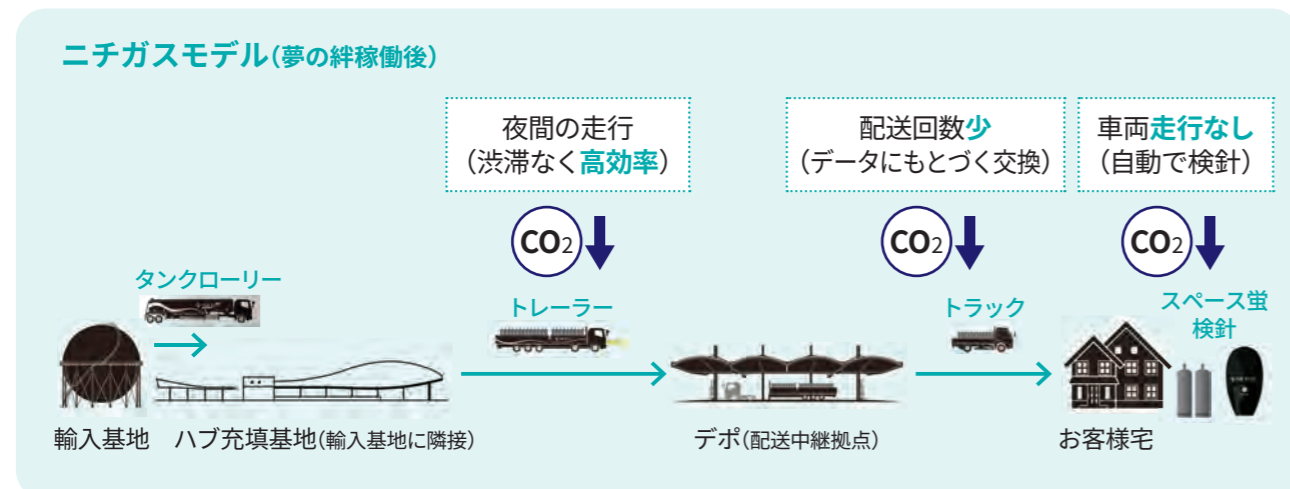 ニチガスモデル(夢の絆稼働後)
夜間の走行
(渋滞なく高効率)
配送回数少
(データにもとづく交換)
車両走行なし
(自動で検針)
CO2
CO2
CO2
タンクローリー
トレーラー
トラック
スペース蛍
検針
輸入基地
ハブ充填基地(輸入基地に隣接)
デポ(配送中継拠点)
お客様宅